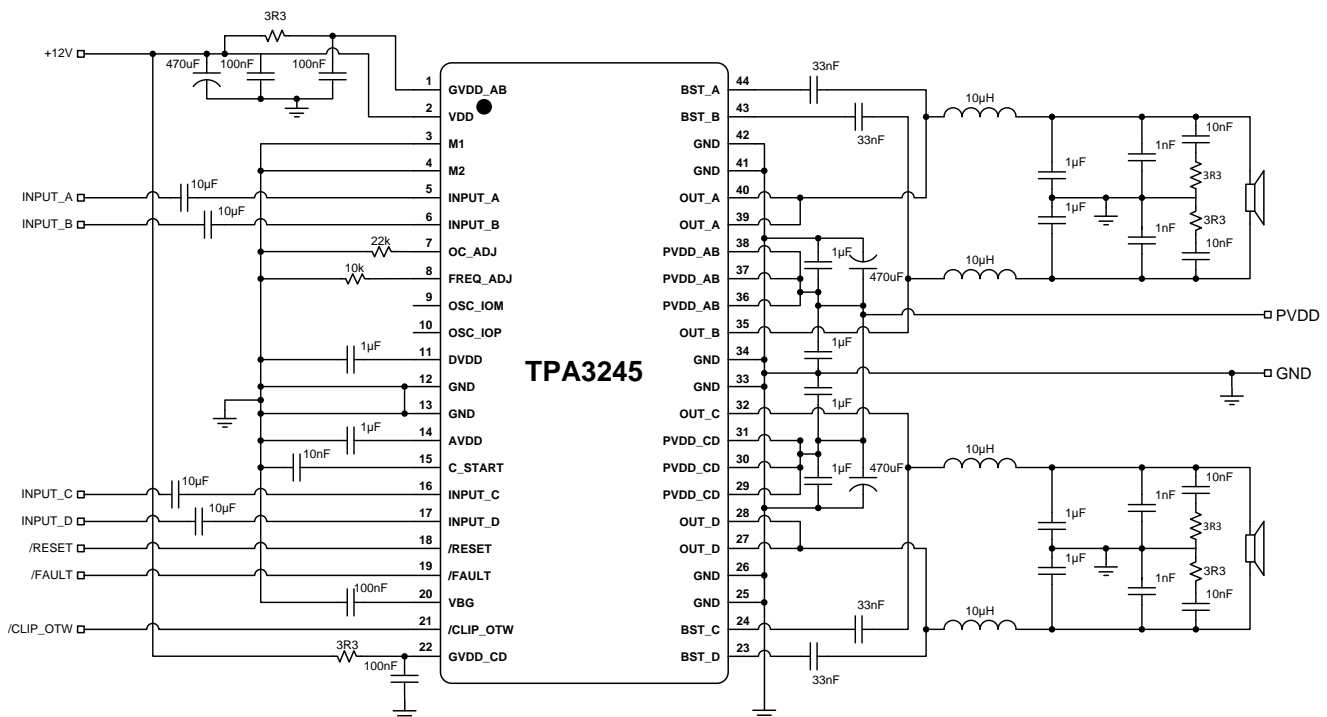 3R3
+12V
470uF 100nF 100nF
1 GVDD_AB
2 VDD
3 M1
4 M2
INPUT_A 10µF 5 INPUT_A
INPUT_B 10µF 6 INPUT_B
22k 7 OC_ADJ
10k 8 FREQ_ADJ
9 OSC_IOM
10 OSC_IOP
1µF 11 DVDD
12 GND
13 GND
1µF 14 AVDD
10nF 15 C_START
INPUT_C 10µF 16 INPUT_C
INPUT_D 10µF 17 INPUT_D
/RESET 18 /RESET
/FAULT 19 /FAULT
100nF 20 VBG
/CLIP_OTW 21 /CLIP_OTW
3R3 22 GVDD_CD
100nF
TPA3245
BST_A 44
BST_B 43
GND 42
GND 41
OUT_A 40
OUT_A 39
PVDD_AB 38
PVDD_AB 37
PVDD_AB 36
OUT_B 35
GND 34
GND 33
OUT_C 32
PVDD_CD 31
PVDD_CD 30
PVDD_CD 29
OUT_D 28
OUT_D 27
GND 26
GND 25
BST_C 24
BST_D 23
33nF
33nF
1µF
470uF
1µF
1µF
1µF
470uF
33nF
33nF
10µH
10nF
1nF
1µF
3R3
1µF
3R3
1nF
10nF
10µH
PVDD
GND
10µH
10nF
1nF
1µF
3R3
1µF
3R3
1nF
10nF
10µH